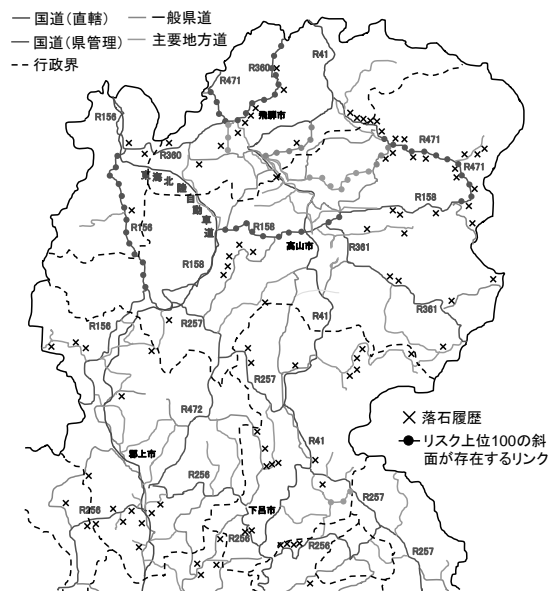 国道(直轄)
一般県道
国道(県管理)
主要地方道
行政界
R41
R360
R471
飛騨市
R156
R471
R360
R471
東海北陸自動車道
R158
R156
R158
高山市
R361
R158
R361
R41
R257
R156
R257
R472
落石履歴
リスク上位100の斜
面が存在するリンク
R41
郡上市
R256
R257
R256
下呂市
R256
R256
R257